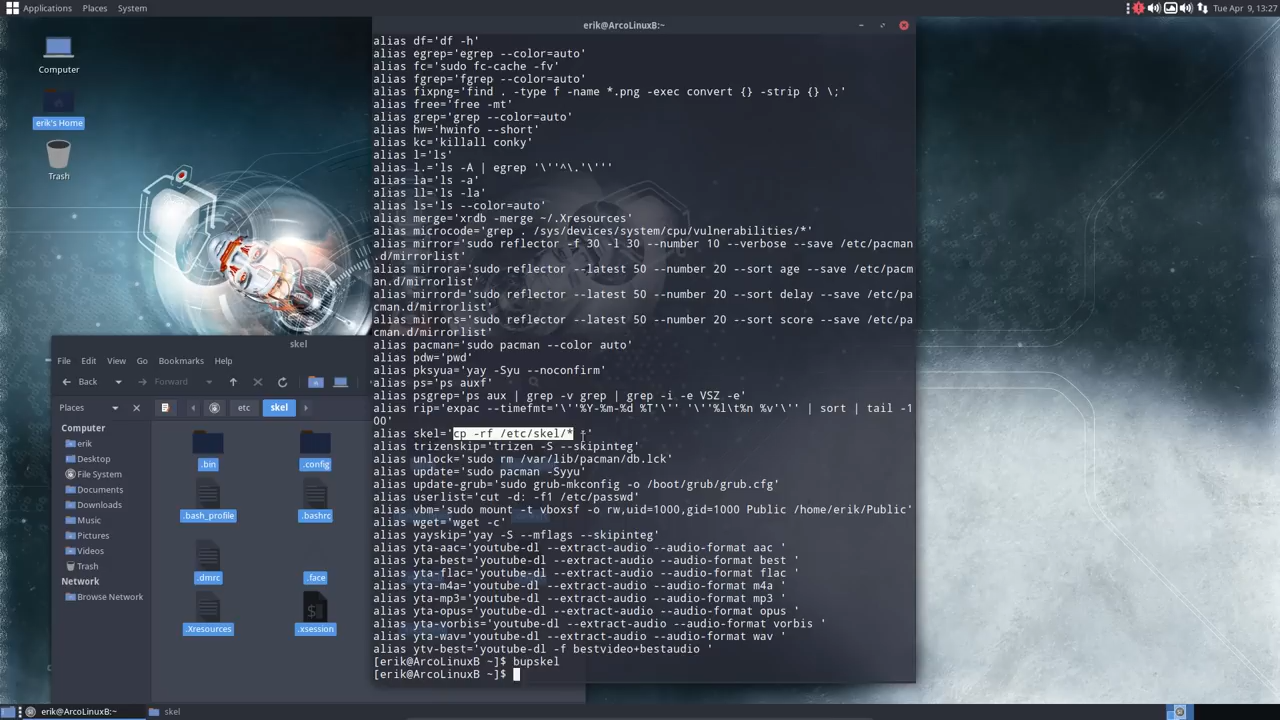 Applications Places System
Tue Apr 9, 13:27
erik@ArcoLinuxB:~
Computer
erik's Home
Trash
alias df='df -h'
alias egrep='egrep --color=auto'
alias fc='sudo fc-cache -fv'
alias fgrep='fgrep --color=auto'
alias fixpng='find . -type f -name *.png -exec convert {} -strip {} \;'
alias free='free -mt'
alias grep='grep --color=auto'
alias hw='hwinfo --short'
alias kc='killall conky'
alias l='ls'
alias l.='ls -A | egrep '\''^\.'\'''
alias la='ls -a'
alias ll='ls -la'
alias ls='ls --color=auto'
alias merge='xrdb -merge ~/.Xresources'
alias microcode='grep . /sys/devices/system/cpu/vulnerabilities/*'
alias mirror='sudo reflector -f 30 -l 30 --number 10 --verbose --save /etc/pacman
.d/mirrorlist'
alias mirrora='sudo reflector --latest 50 --number 20 --sort age --save /etc/pacm
an.d/mirrorlist'
alias mirrord='sudo reflector --latest 50 --number 20 --sort delay --save /etc/pa
cman.d/mirrorlist'
alias mirrors='sudo reflector --latest 50 --number 20 --sort score --save /etc/pa
cman.d/mirrorlist'
alias pacman='sudo pacman --color auto'
alias pdw='pwd'
alias pksyua='yay -Syu --noconfirm'
alias ps='ps auxf'
alias psgrep='ps aux | grep -v grep | grep -i -e VSZ -e'
alias rip='expac --timefmt='\''%Y-%m-%d %T'\'' '\''%l\t%n %v'\'' | sort | tail -1
00'
alias skel='cp -rf /etc/skel/* ~'
alias trizenskip='trizen -S --skipinteg'
alias unlock='sudo rm /var/lib/pacman/db.lck'
alias update='sudo pacman -Syyu'
alias update-grub='sudo grub-mkconfig -o /boot/grub/grub.cfg'
alias userlist='cut -d: -f1 /etc/passwd'
alias vbm='sudo mount -t vboxsf -o rw,uid=1000,gid=1000 Public /home/erik/Public'
alias wget='wget -c'
alias yayskip='yay -S --mflags --skipinteg'
alias yta-aac='youtube-dl --extract-audio --audio-format aac '
alias yta-best='youtube-dl --extract-audio --audio-format best '
alias yta-flac='youtube-dl --extract-audio --audio-format flac '
alias yta-m4a='youtube-dl --extract-audio --audio-format m4a '
alias yta-mp3='youtube-dl --extract-audio --audio-format mp3 '
alias yta-opus='youtube-dl --extract-audio --audio-format opus '
alias yta-vorbis='youtube-dl --extract-audio --audio-format vorbis '
alias yta-wav='youtube-dl --extract-audio --audio-format wav '
alias ytv-best='youtube-dl -f bestvideo+bestaudio '
[erik@ArcoLinuxB ~]$ bupskel
[erik@ArcoLinuxB ~]$
skel
File Edit View Go Bookmarks Help
Back Forward
Places
etc skel
erik
Desktop
File System
Documents
Downloads
Music
Pictures
Videos
Trash
Network
Browse Network
.bin .config
.bash_profile .bashrc
.dmrc .face
.Xresources .xsession
erik@ArcoLinuxB:~ skel